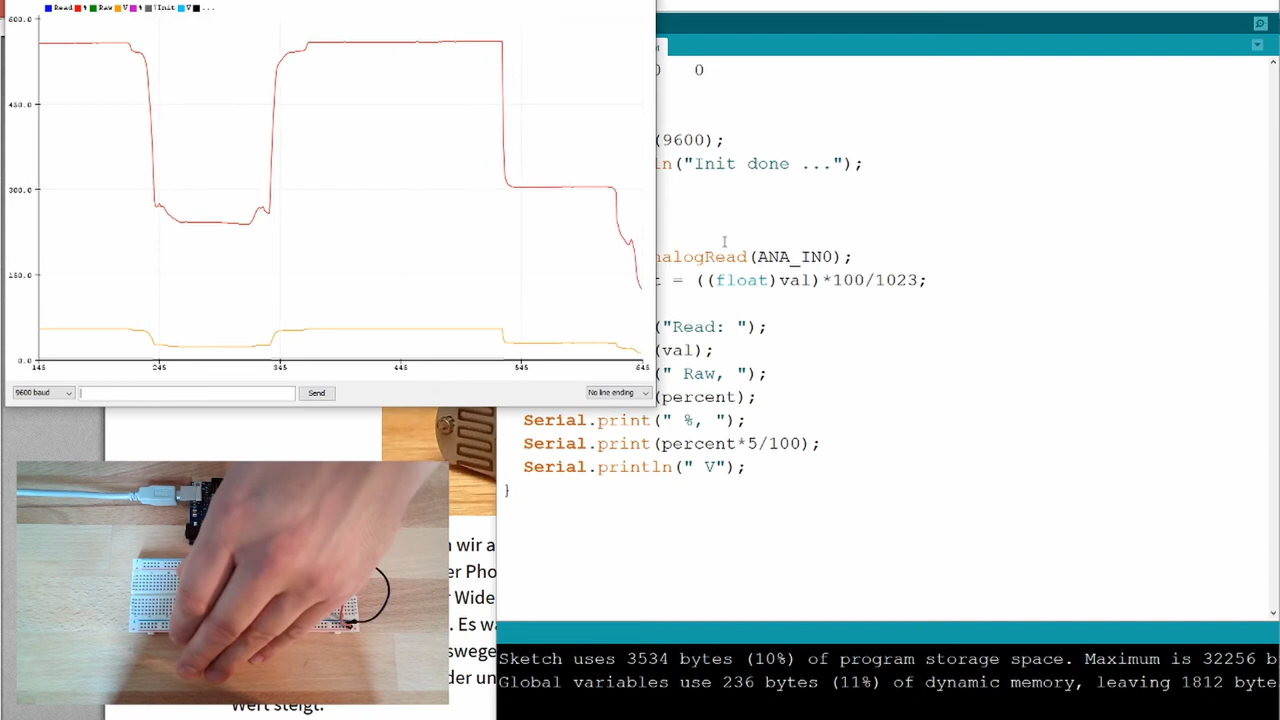 Read % Raw V % !Init V ...
600.0
450.0
300.0
150.0
0.0
145 245 345 445 545 645
9600 baud
Send
No line ending
0 0
(9600);
ln("Init done ...");
nalogRead(ANA_IN0);
t = ((float)val)*100/1023;
("Read: ");
(val);
(" Raw, ");
(percent);
Serial.print(" %, ");
Serial.print(percent*5/100);
Serial.println(" V");
}
n wir a
er Pho
r Wide
. Es wa
swege
der un
Wert steigt.
Sketch uses 3534 bytes (10%) of program storage space. Maximum is 32256 b
Global variables use 236 bytes (11%) of dynamic memory, leaving 1812 byte